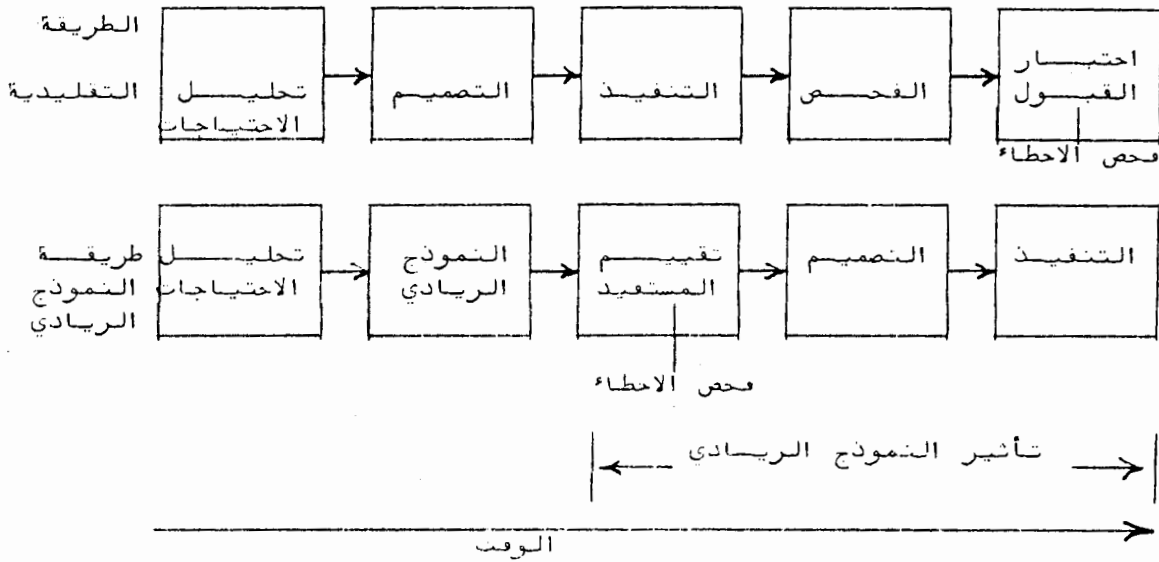 الطريقة
التقليدية
تحليل
الاحتياجات
التصميم
التنفيذ
الفحص
اختبار
القبول
فحص الاخطاء
طريقة
النموذج
الريادي
تحليل
الاحتياجات
النموذج
الريادي
تقييم
المستفيد
التصميم
التنفيذ
فحص الاخطاء
تأثير النموذج الريادي
الوقت